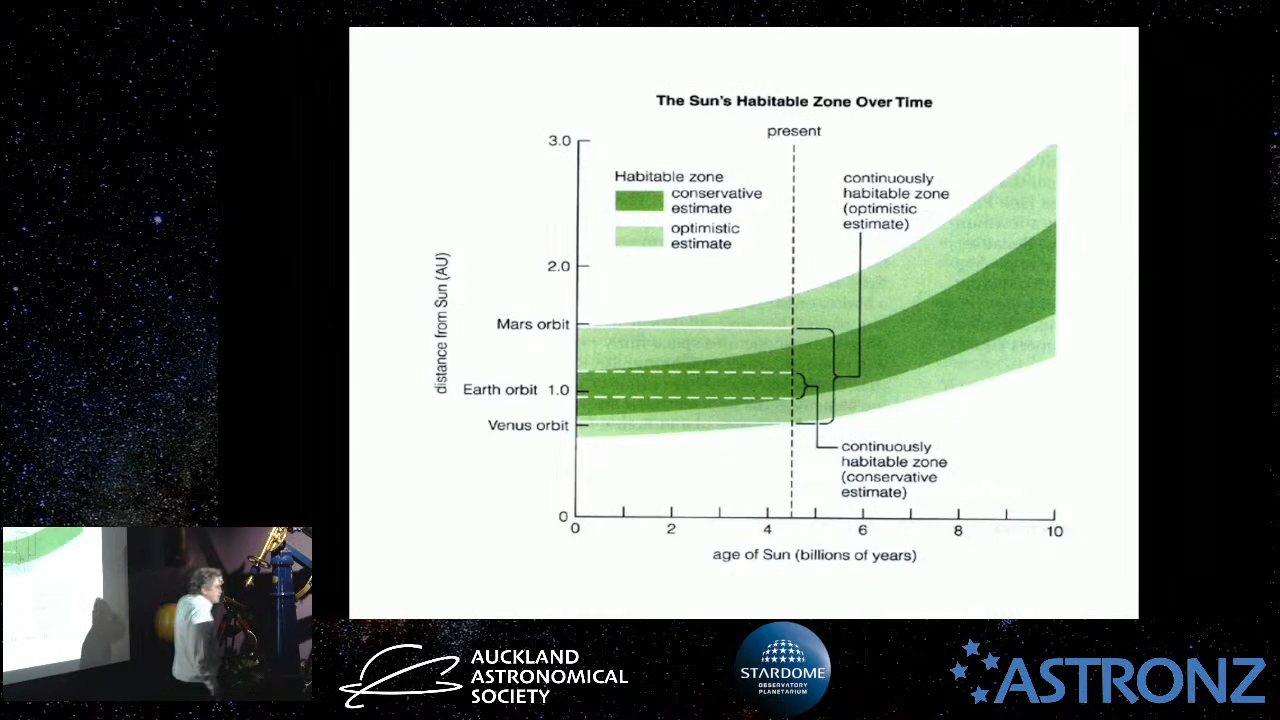 The Sun's Habitable Zone Over Time
present
3.0
Habitable zone
conservative
estimate
optimistic
estimate
continuously
habitable zone
(optimistic
estimate)
2.0
distance from Sun (AU)
Mars orbit
Earth orbit 1.0
Venus orbit
continuously
habitable zone
(conservative
estimate)
0
0 2 4 6 8 10
age of Sun (billions of years)
AUCKLAND
ASTRONOMICAL
SOCIETY
STARDOME
OBSERVATORY
PLANETARIUM
ASTRONZ